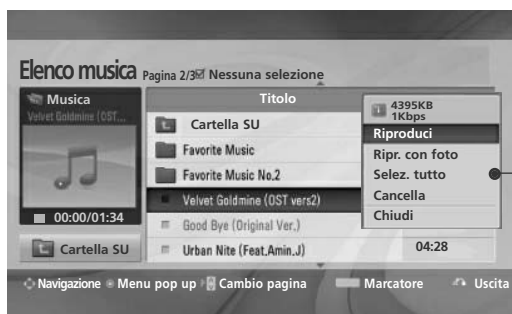 Elenco musica Pagina 2/3 Nessuna selezione
Musica
Velvet Goldmine (OST...
00:00/01:34
Cartella SU
Titolo
Cartella SU
Favorite Music
Favorite Music No.2
Velvet Goldmine (OST vers2)
Good Bye (Original Ver.)
Urban Nite (Feat.Amin.J)
04:28
4395KB
1Kbps
Riproduci
Ripr. con foto
Selez. tutto
Cancella
Chiudi
Navigazione Menu pop up Cambio pagina Marcatore Uscita